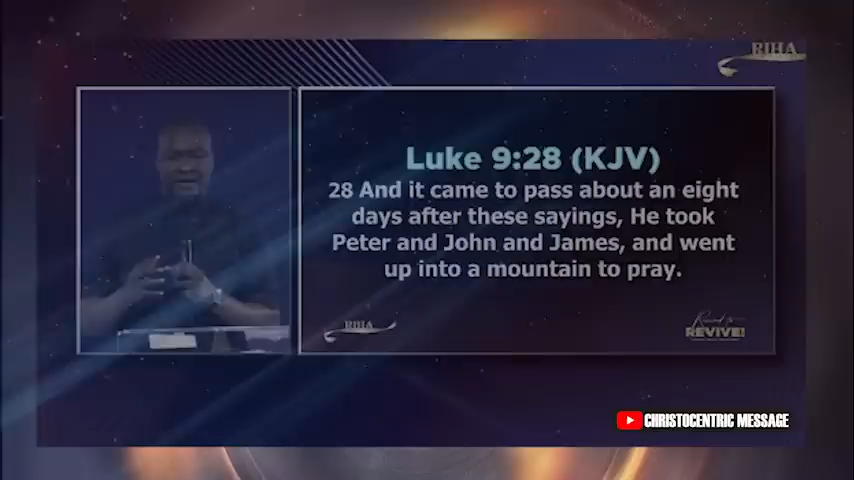 RIHA
Luke 9:28 (KJV)
28 And it came to pass about an eight
days after these sayings, He took
Peter and John and James, and went
up into a mountain to pray.
RIHA
REVIVE!
CHRISTOCENTRIC MESSAGE